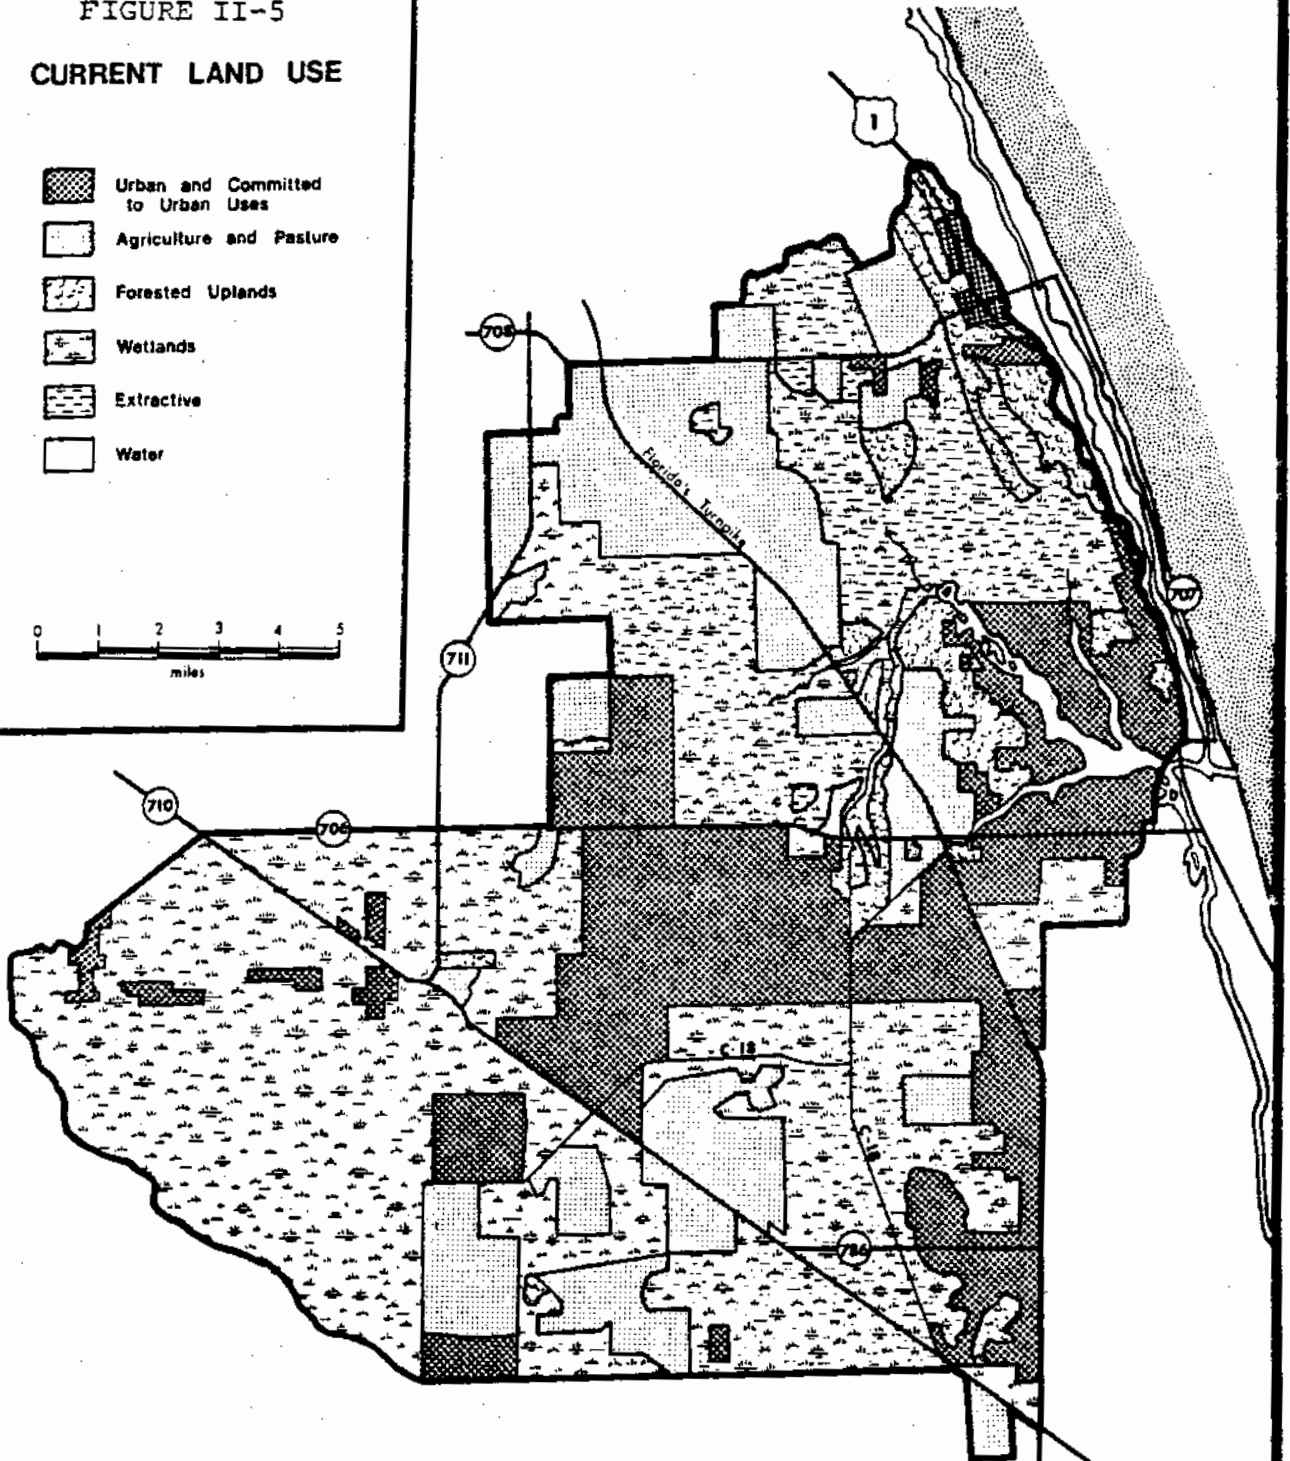 FIGURE II-5
CURRENT LAND USE
Urban and Committed
to Urban Uses
Agriculture and Pasture
Forested Uplands
Wetlands
Extractive
Water
0 1 2 3 4 5
miles
1
708
Florida's Turnpike
707
711
710
706
C-18
C-18
786